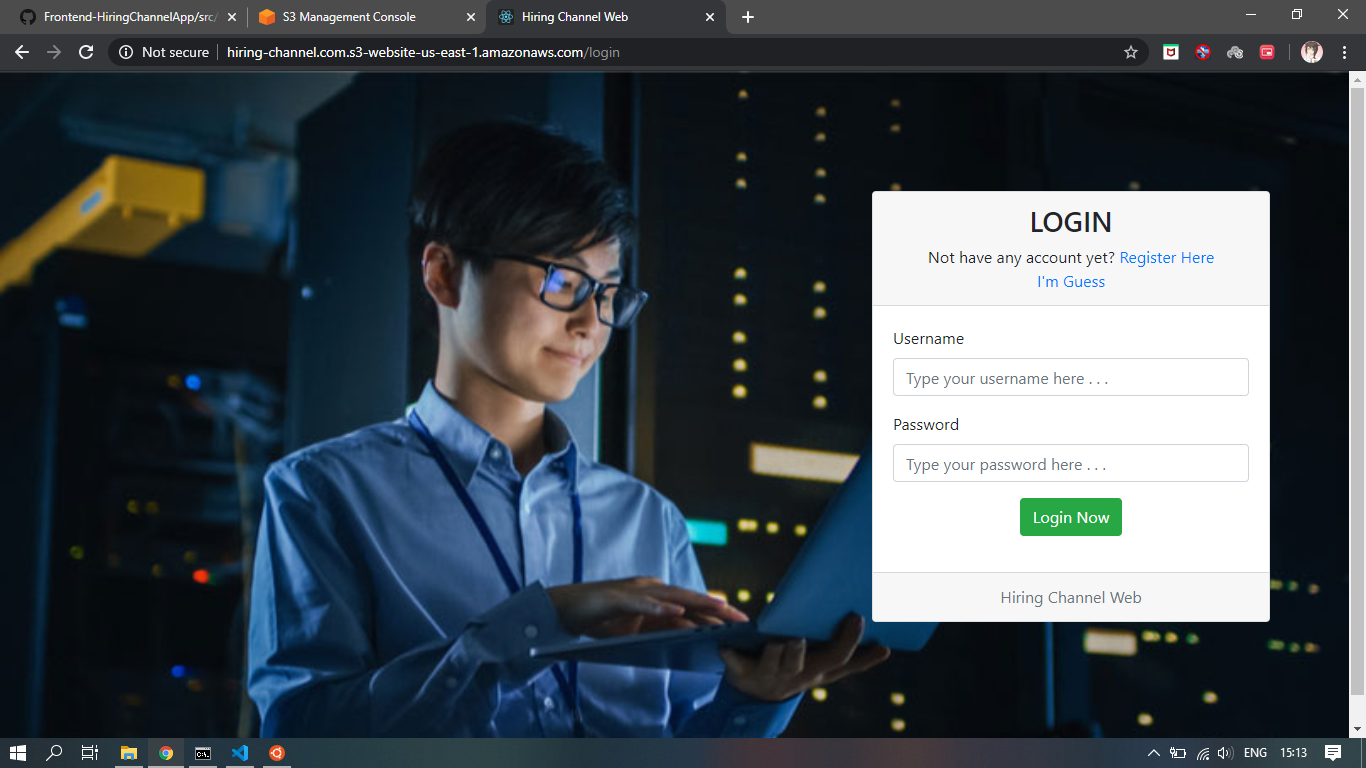 Frontend-HiringChannelApp/src/
S3 Management Console
Hiring Channel Web
Not secure
hiring-channel.com.s3-website-us-east-1.amazonaws.com/login
LOGIN
Not have any account yet? Register Here
I'm Guess
Username
Type your username here . . .
Password
Type your password here . . .
Login Now
Hiring Channel Web
ENG
15:13